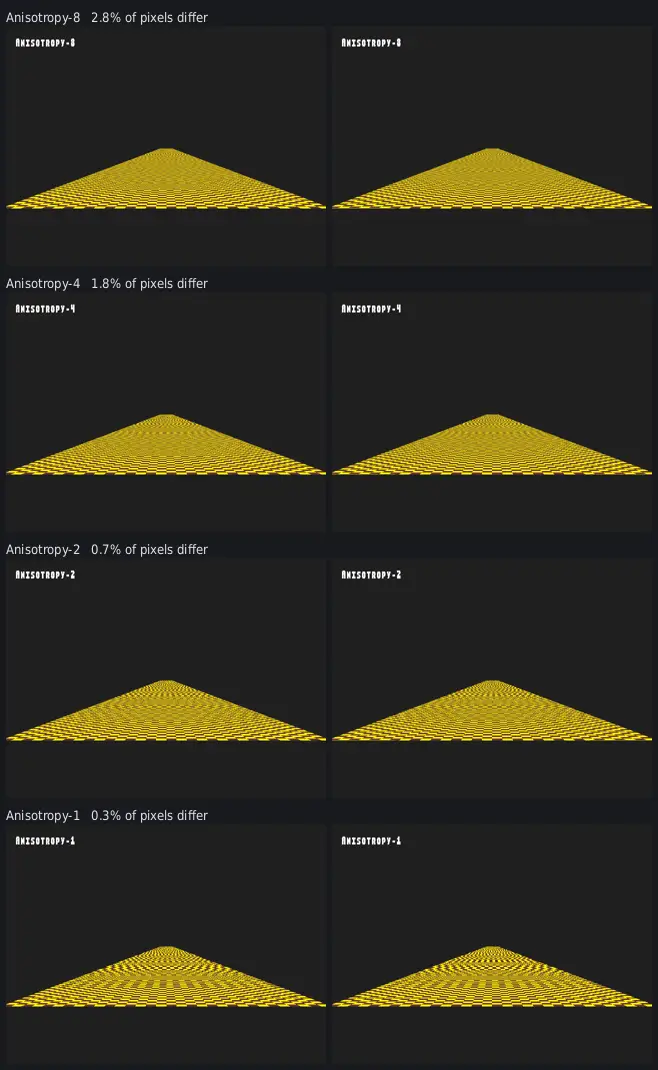 Anisotropy-8 2.8% of pixels differ
Anisotropy-8 Anisotropy-8
Anisotropy-4 1.8% of pixels differ
Anisotropy-4 Anisotropy-4
Anisotropy-2 0.7% of pixels differ
Anisotropy-2 Anisotropy-2
Anisotropy-1 0.3% of pixels differ
Anisotropy-1 Anisotropy-1